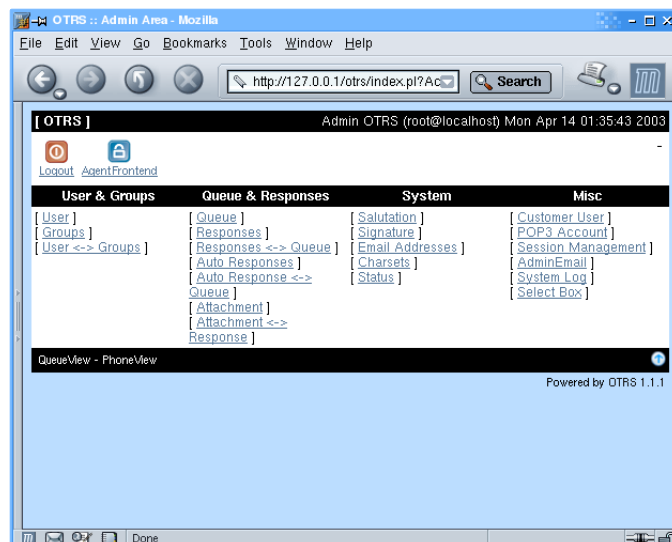 OTRS :: Admin Area - Mozilla
File Edit View Go Bookmarks Tools Window Help
http://127.0.0.1/otrs/index.pl?Ac Search
[ OTRS ] Admin OTRS (root@localhost) Mon Apr 14 01:35:43 2003
-
Logout AgentFrontend
User & Groups Queue & Responses System Misc
[ User ] [ Queue ] [ Salutation ] [ Customer User ]
[ Groups ] [ Responses ] [ Signature ] [ POP3 Account ]
[ User <-> Groups ] [ Responses <-> Queue ] [ Email Addresses ] [ Session Management ]
[ Auto Responses ] [ Charsets ] [ AdminEmail ]
[ Auto Response <-> [ Status ] [ System Log ]
Queue ] [ Select Box ]
[ Attachment ]
[ Attachment <->
Response ]
QueueView - PhoneView
Powered by OTRS 1.1.1
Done